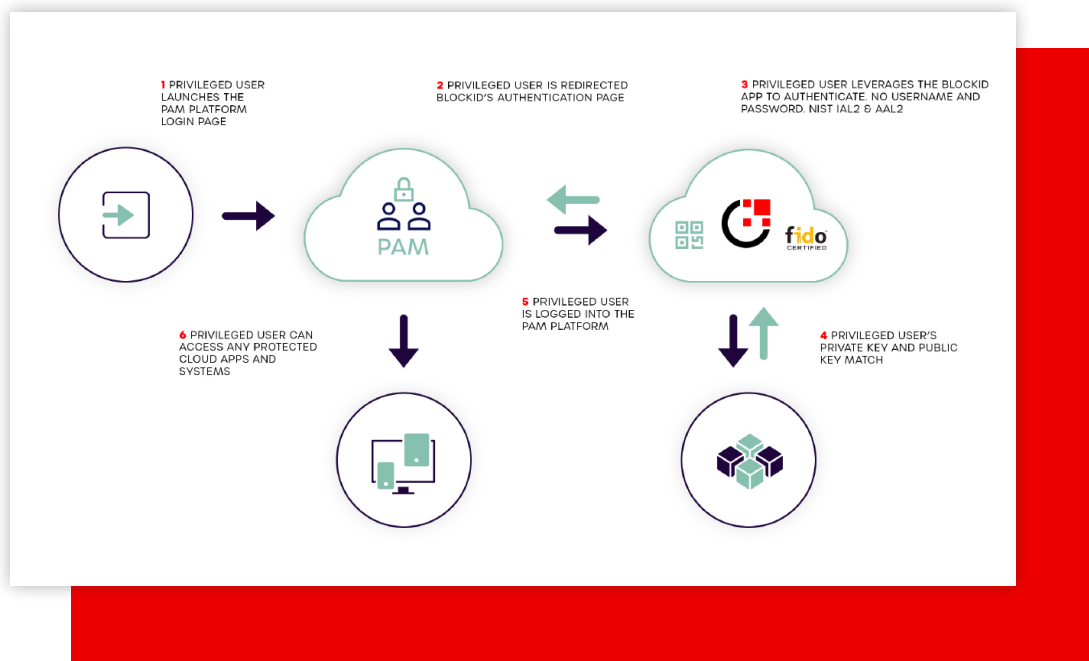 1 PRIVILEGED USER
LAUNCHES THE
PAM PLATFORM
LOGIN PAGE
2 PRIVILEGED USER IS REDIRECTED
BLOCKID'S AUTHENTICATION PAGE
3 PRIVILEGED USER LEVERAGES THE BLOCKID
APP TO AUTHENTICATE. NO USERNAME AND
PASSWORD. NIST IAL2 & AAL2
PAM
fido
CERTIFIED
5 PRIVILEGED USER
IS LOGGED INTO THE
PAM PLATFORM
6 PRIVILEGED USER CAN
ACCESS ANY PROTECTED
CLOUD APPS AND
SYSTEMS
4 PRIVILEGED USER'S
PRIVATE KEY AND PUBLIC
KEY MATCH